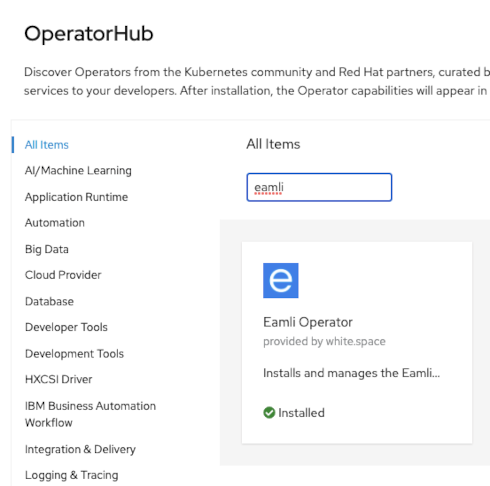 OperatorHub
Discover Operators from the Kubernetes community and Red Hat partners, curated b
services to your developers. After installation, the Operator capabilities will appear in
All Items
AI/Machine Learning
Application Runtime
Automation
Big Data
Cloud Provider
Database
Developer Tools
Development Tools
HXCSI Driver
IBM Business Automation
Workflow
Integration & Delivery
Logging & Tracing
All Items
eamli
e
Eamli Operator
provided by white.space
Installs and manages the Eamli...
Installed